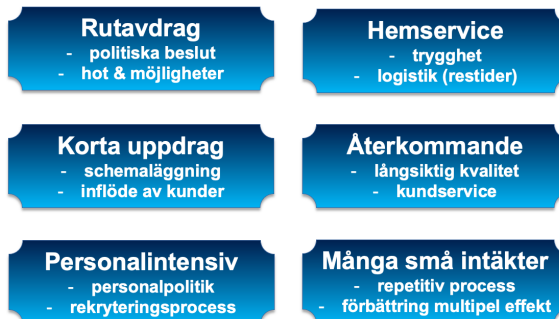 Rutavdrag
- politiska beslut
- hot & möjligheter
Hemservice
- trygghet
- logistik (restider)
Korta uppdrag
- schemaläggning
- inflöde av kunder
Återkommande
- långsiktig kvalitet
- kundservice
Personalintensiv
- personalpolitik
- rekryteringsprocess
Många små intäkter
- repetitiv process
- förbättring multipel effekt